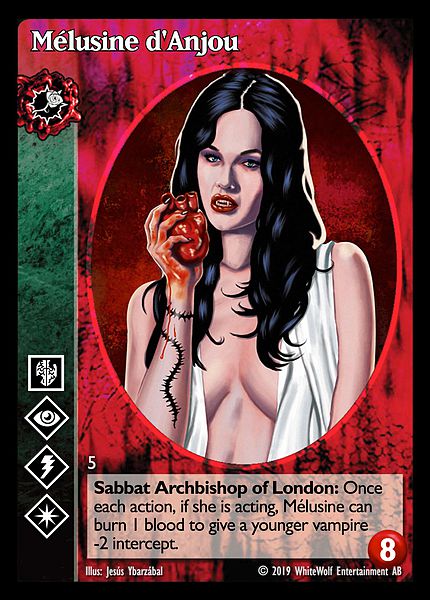 Mélusine d'Anjou
5
Sabbat Archbishop of London: Once
each action, if she is acting, Mélusine can
burn 1 blood to give a younger vampire
-2 intercept.
8
Illus: Jesús Ybarzábal
© 2019 WhiteWolf Entertainment AB